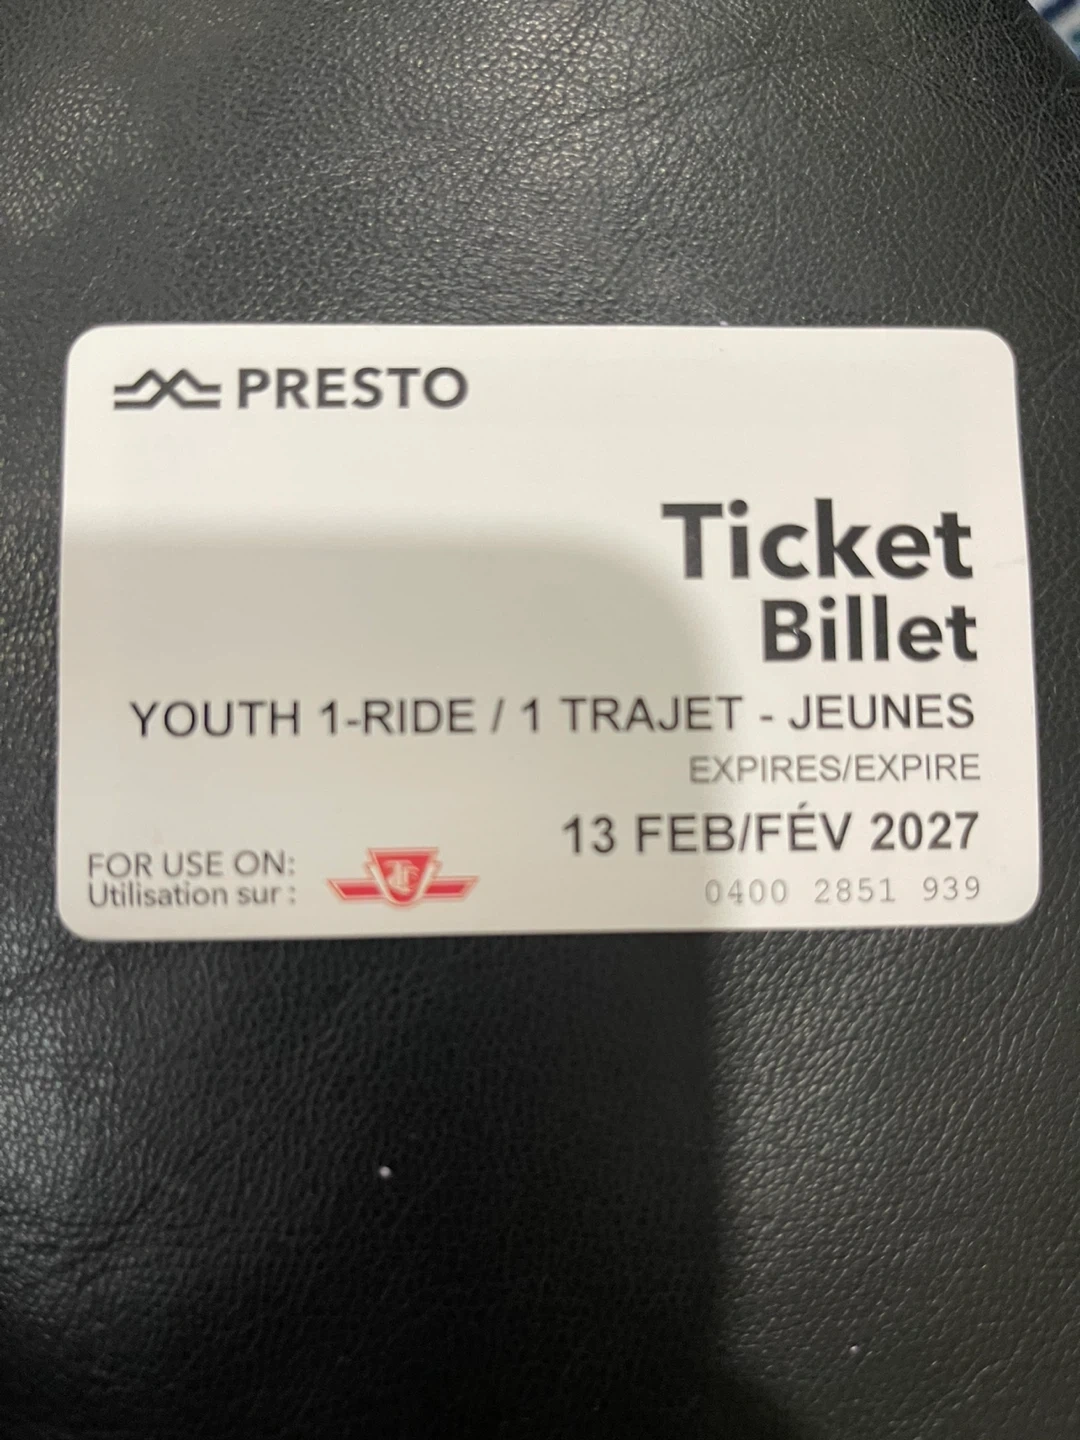 PRESTO
Ticket
Billet
YOUTH 1-RIDE / 1 TRAJET - JEUNES
EXPIRES/EXPIRE
13 FEB/FÉV 2027
FOR USE ON:
Utilisation sur :
0400 2851 939